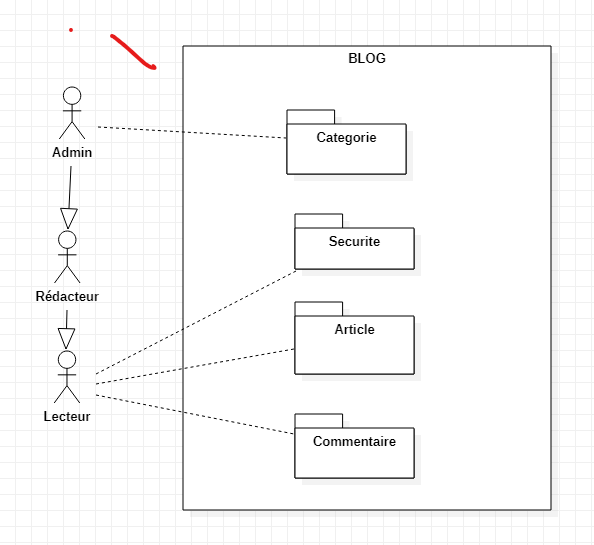 BLOG
Categorie
Admin
Securite
Rédacteur
Article
Lecteur
Commentaire